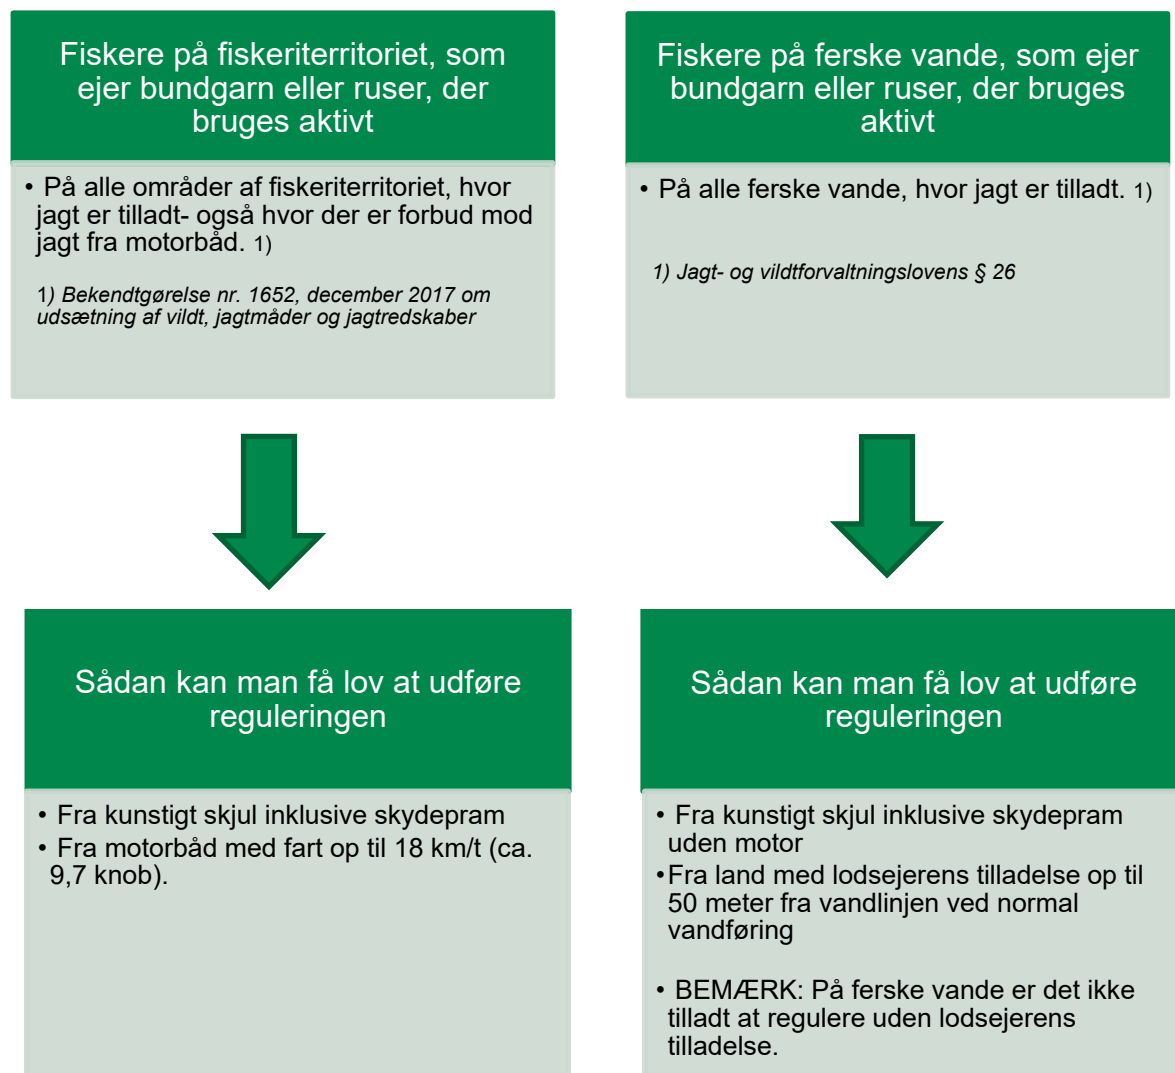 Fiskere på fiskeriterritoriet, som
ejer bundgarn eller ruser, der
bruges aktivt
• På alle områder af fiskeriterritoriet, hvor
jagt er tilladt- også hvor der er forbud mod
jagt fra motorbåd. 1)
1) Bekendtgørelse nr. 1652, december 2017 om
udsætning af vildt, jagtmåder og jagtredskaber
Fiskere på ferske vande, som ejer
bundgarn eller ruser, der bruges
aktivt
• På alle ferske vande, hvor jagt er tilladt. 1)
1) Jagt- og vildtforvaltningslovens § 26
Sådan kan man få lov at udføre
reguleringen
• Fra kunstigt skjul inklusive skydepram
• Fra motorbåd med fart op til 18 km/t (ca.
9,7 knob).
Sådan kan man få lov at udføre
reguleringen
• Fra kunstigt skjul inklusive skydepram
uden motor
• Fra land med lodsejerens tilladelse op til
50 meter fra vandlinjen ved normal
vandføring
• BEMÆRK: På ferske vande er det ikke
tilladt at regulere uden lodsejerens
tilladelse.